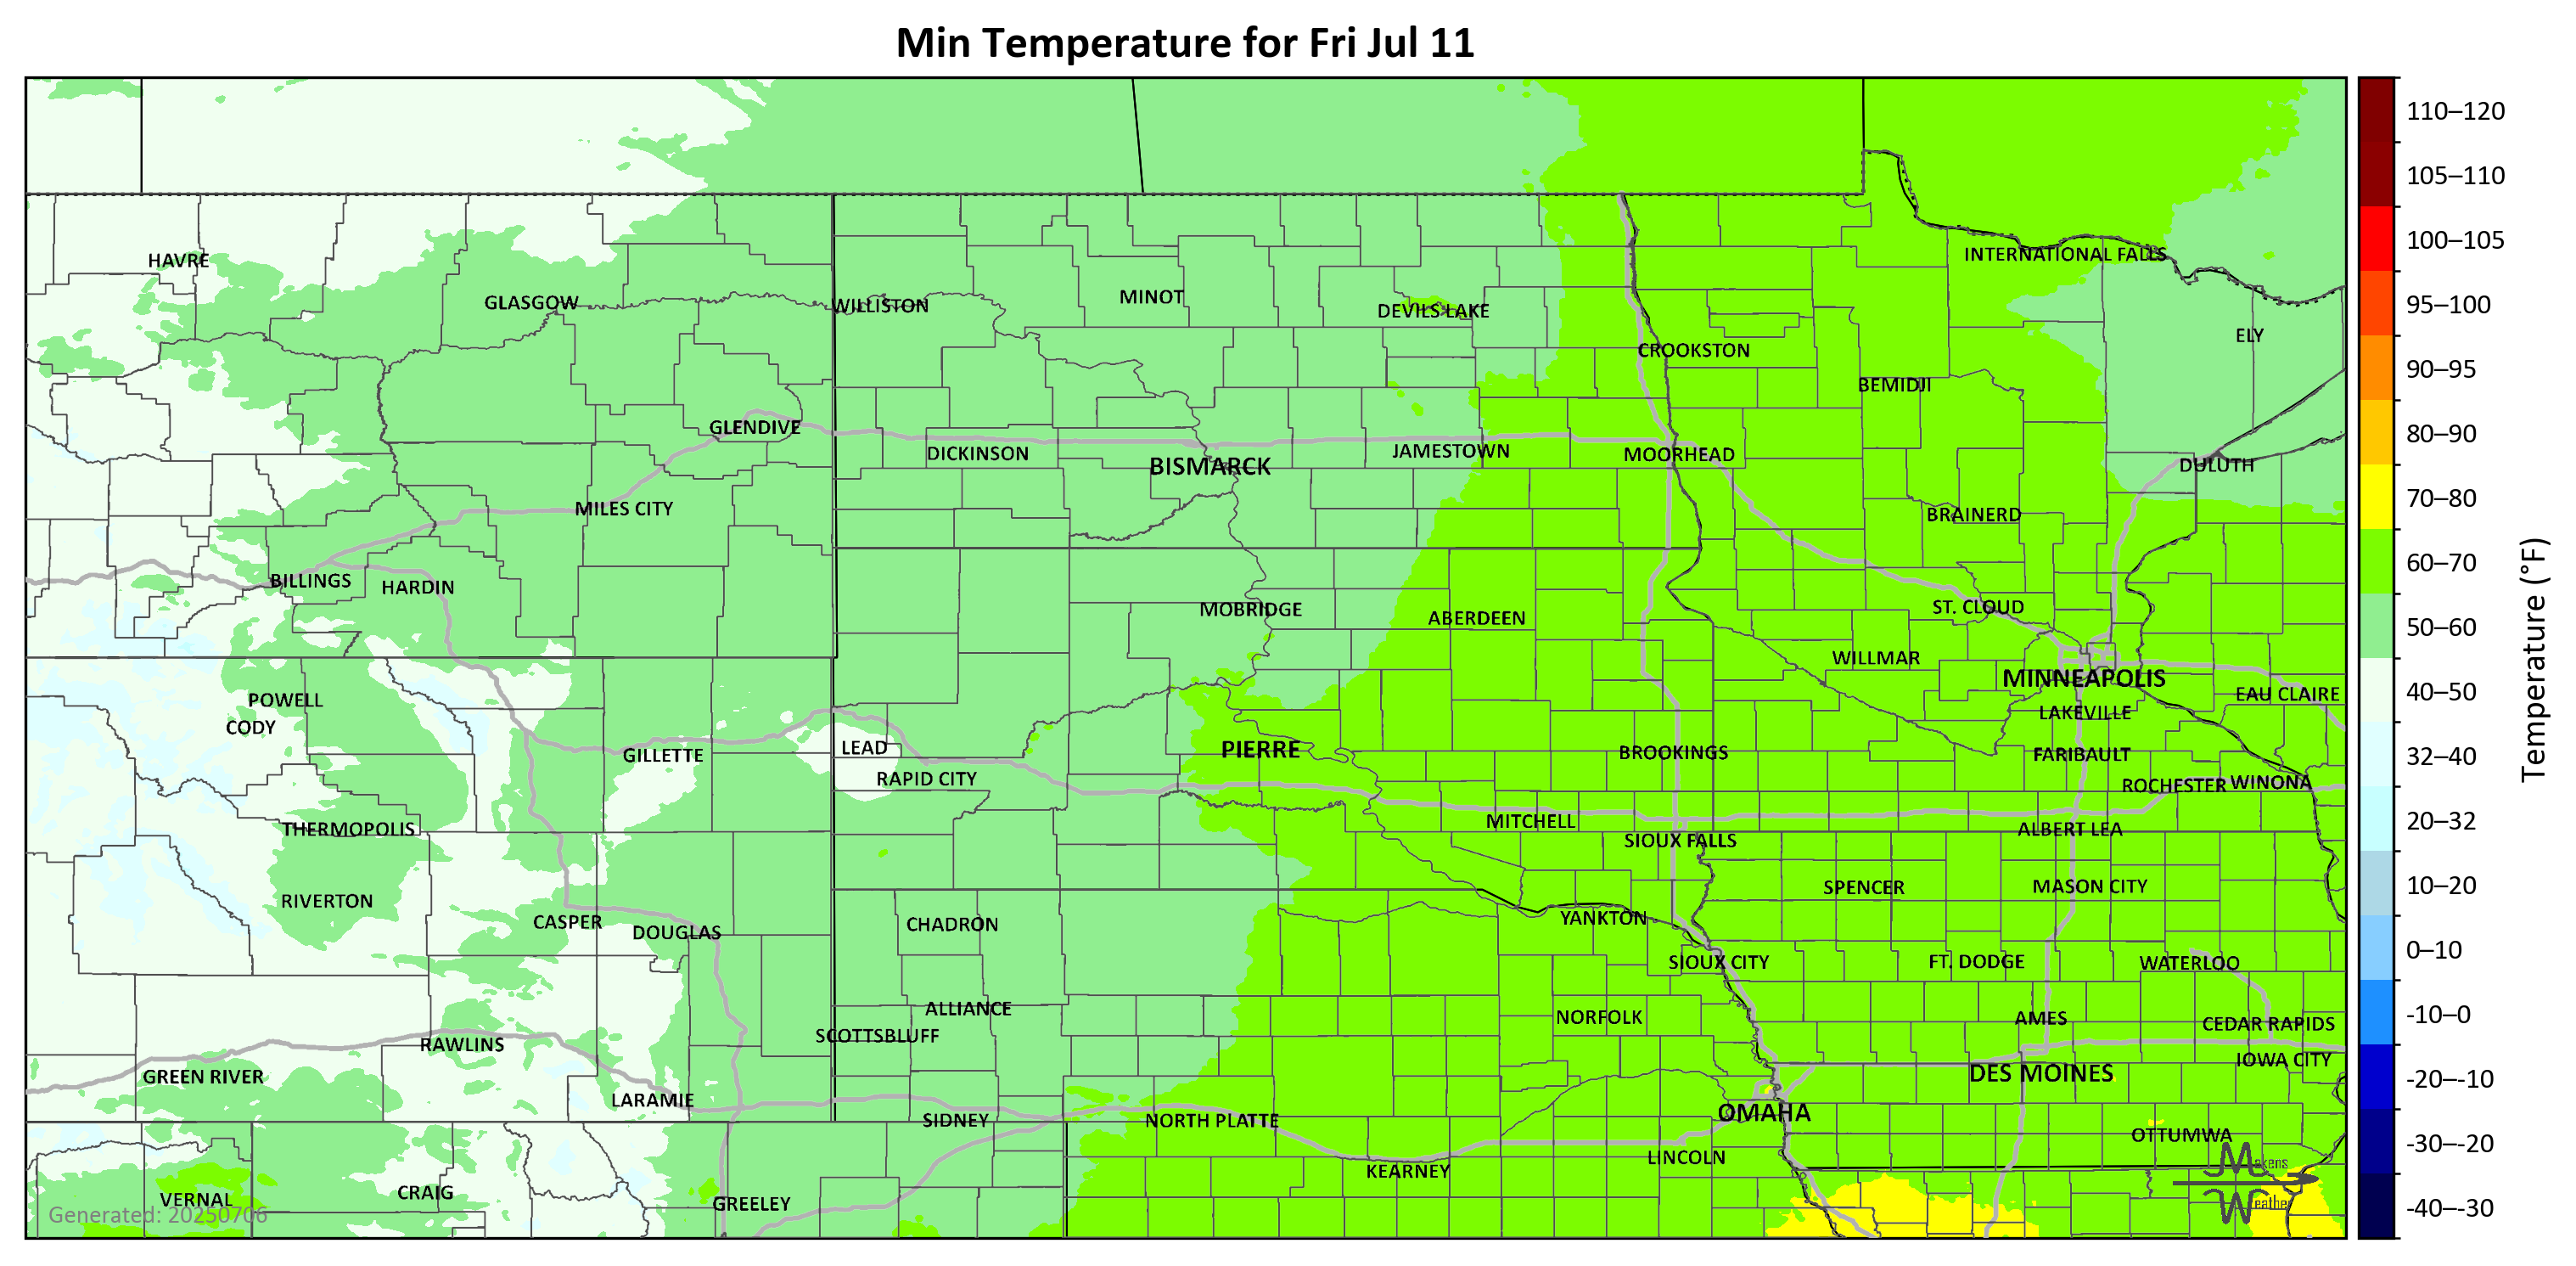 Min Temperature for Fri Jul 11
110–120
105–110
100–105
95–100
90–95
80–90
70–80
60–70
50–60
40–50
32–40
20–32
10–20
0–10
-10–0
-20–-10
-30–-20
-40–-30
Temperature (°F)
HAVRE
INTERNATIONAL FALLS
GLASGOW
WILLISTON
MINOT
DEVILS LAKE
ELY
CROOKSTON
BEMIDJI
GLENDIVE
DICKINSON
BISMARCK
JAMESTOWN
MOORHEAD
DULUTH
MILES CITY
BRAINERD
BILLINGS
HARDIN
MOBRIDGE
ABERDEEN
ST. CLOUD
WILLMAR
MINNEAPOLIS
EAU CLAIRE
POWELL
CODY
LAKEVILLE
GILLETTE
LEAD
PIERRE
BROOKINGS
FARIBAULT
RAPID CITY
ROCHESTER
WINONA
THERMOPOLIS
MITCHELL
SIOUX FALLS
ALBERT LEA
SPENCER
MASON CITY
RIVERTON
CASPER
DOUGLAS
CHADRON
YANKTON
SIOUX CITY
FT. DODGE
WATERLOO
ALLIANCE
NORFOLK
AMES
CEDAR RAPIDS
SCOTTSBLUFF
RAWLINS
IOWA CITY
GREEN RIVER
DES MOINES
LARAMIE
SIDNEY
NORTH PLATTE
OMAHA
OTTUMWA
LINCOLN
KEARNEY
VERNAL
CRAIG
GREELEY
Makens
Weather
Generated: 20250706